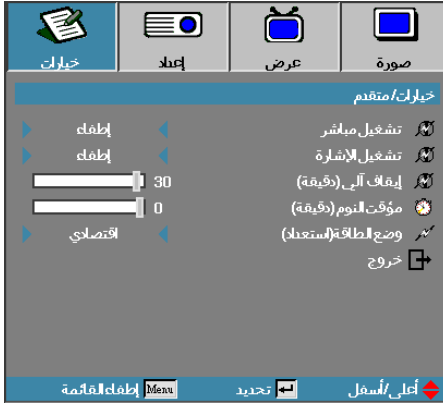 صورة عرض إعداد خيارات
خيارات/متقدم
تشغيل مباشر إطفاء
تشغيل الإشارة إطفاء
إيقاف آلي (دقيقة) 30
مؤقت النوم (دقيقة) 0
وضع الطاقة(استعداد) اقتصادي
خروج
أعلى/أسفل تحديد Menu إطفاء القائمة